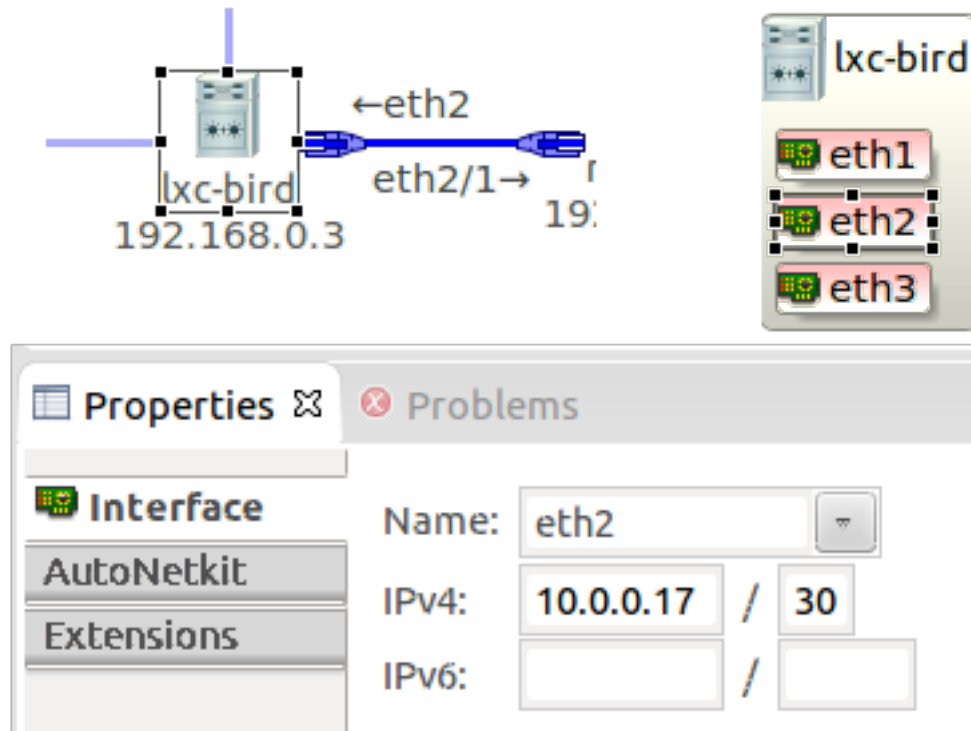 ←eth2
eth2/1→
lxc-bird
192.168.0.3
lxc-bird
eth1
eth2
eth3
Properties
Problems
Interface
AutoNetkit
Extensions
Name: eth2
IPv4: 10.0.0.17 / 30
IPv6: /